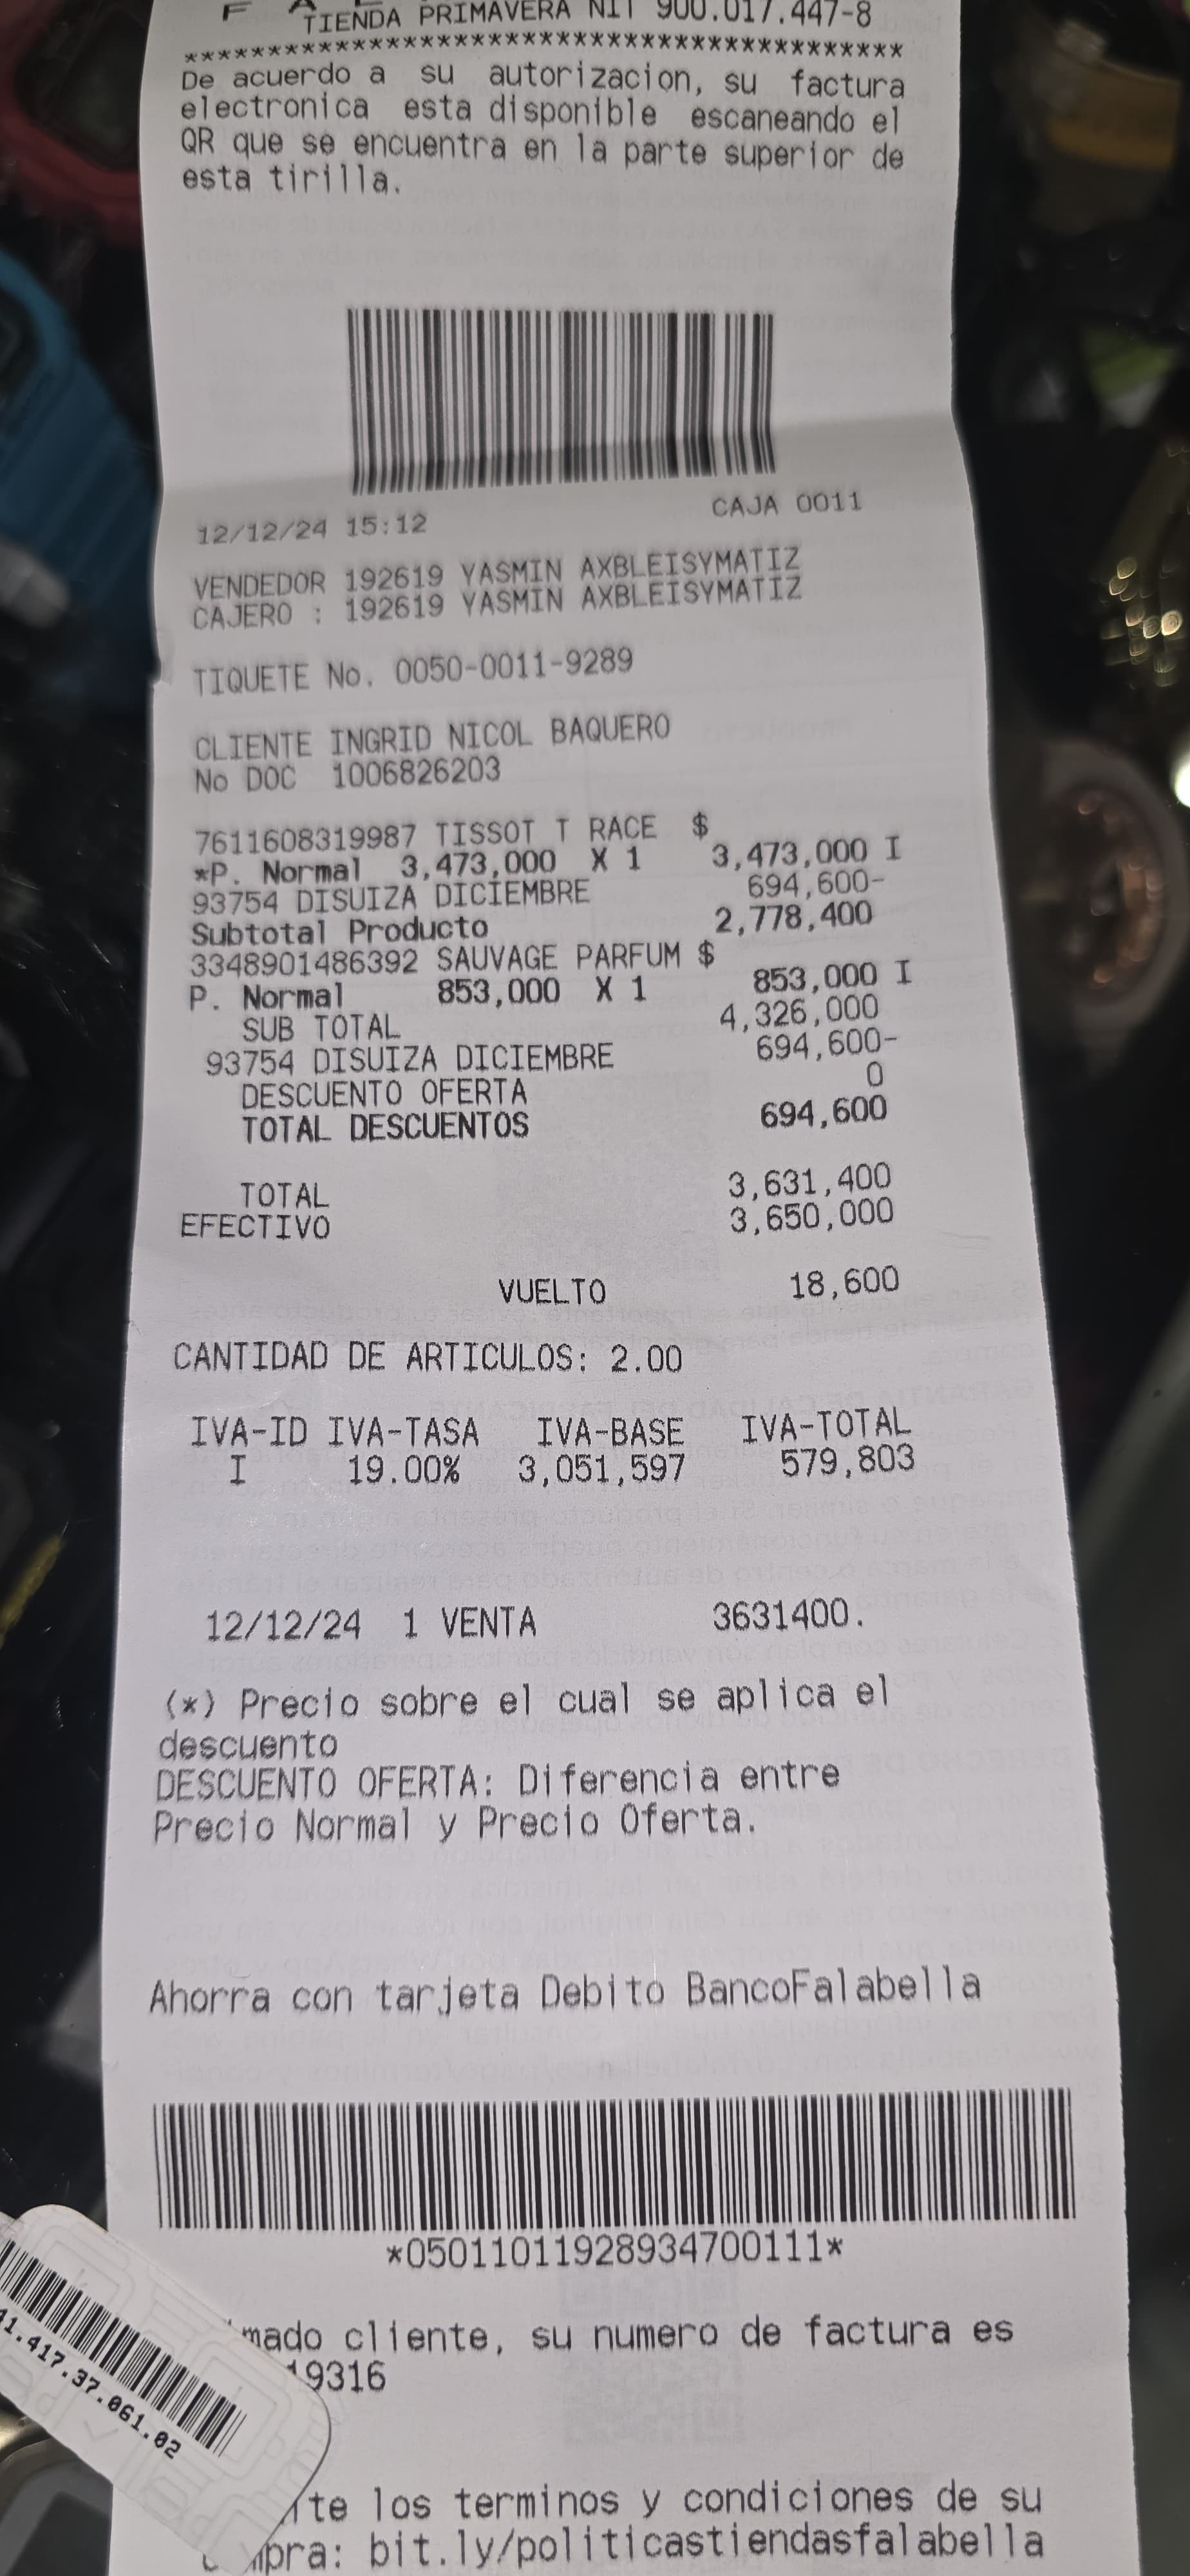 TIENDA PRIMAVERA NIT 900.017.447-8
****************************************
De acuerdo a su autorizacion, su factura
electronica esta disponible escaneando el
QR que se encuentra en la parte superior de
esta tirilla.
12/12/24 15:12 CAJA 0011
VENDEDOR 192619 YASMIN AXBLEISYMATIZ
CAJERO : 192619 YASMIN AXBLEISYMATIZ
TIQUETE No. 0050-0011-9289
CLIENTE INGRID NICOL BAQUERO
No DOC 1006826203
7611608319987 TISSOT T RACE $
*P. Normal 3,473,000 X 1 3,473,000 I
93754 DISUIZA DICIEMBRE 694,600-
Subtotal Producto 2,778,400
3348901486392 SAUVAGE PARFUM $
P. Normal 853,000 X 1 853,000 I
SUB TOTAL 4,326,000
93754 DISUIZA DICIEMBRE 694,600-
DESCUENTO OFERTA 0
TOTAL DESCUENTOS 694,600
TOTAL 3,631,400
EFECTIVO 3,650,000
VUELTO 18,600
CANTIDAD DE ARTICULOS: 2.00
IVA-ID IVA-TASA IVA-BASE IVA-TOTAL
I 19.00% 3,051,597 579,803
12/12/24 1 VENTA 3631400.
(*) Precio sobre el cual se aplica el
descuento
DESCUENTO OFERTA: Diferencia entre
Precio Normal y Precio Oferta.
Ahorra con tarjeta Debito BancoFalabella
*05011011928934700111*
mado cliente, su numero de factura es
19316
te los terminos y condiciones de su
mpra: bit.ly/politicastiendasfalabella
1.417.37.061.02